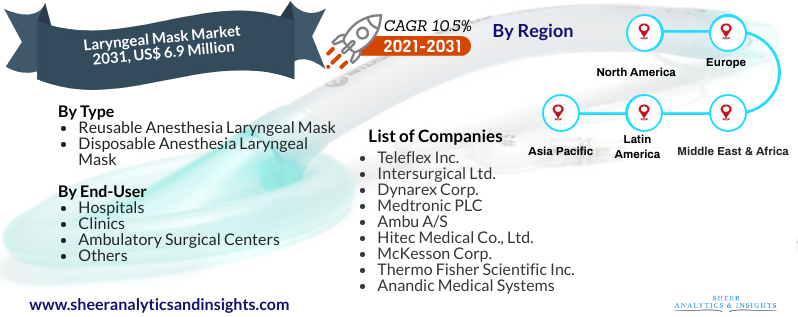 Laryngeal Mask Market
2031, US$ 6.9 Million
CAGR 10.5%
2021-2031
By Region
North America
Europe
Asia Pacific
Latin
America
Middle East & Africa
By Type
• Reusable Anesthesia Laryngeal Mask
• Disposable Anesthesia Laryngeal
Mask
By End-User
• Hospitals
• Clinics
• Ambulatory Surgical Centers
• Others
List of Companies
• Teleflex Inc.
• Intersurgical Ltd.
• Dynarex Corp.
• Medtronic PLC
• Ambu A/S
• Hitec Medical Co., Ltd.
• McKesson Corp.
• Thermo Fisher Scientific Inc.
• Anandic Medical Systems
www.sheeranalyticsandinsights.com
SHEER
ANALYTICS & INSIGHTS